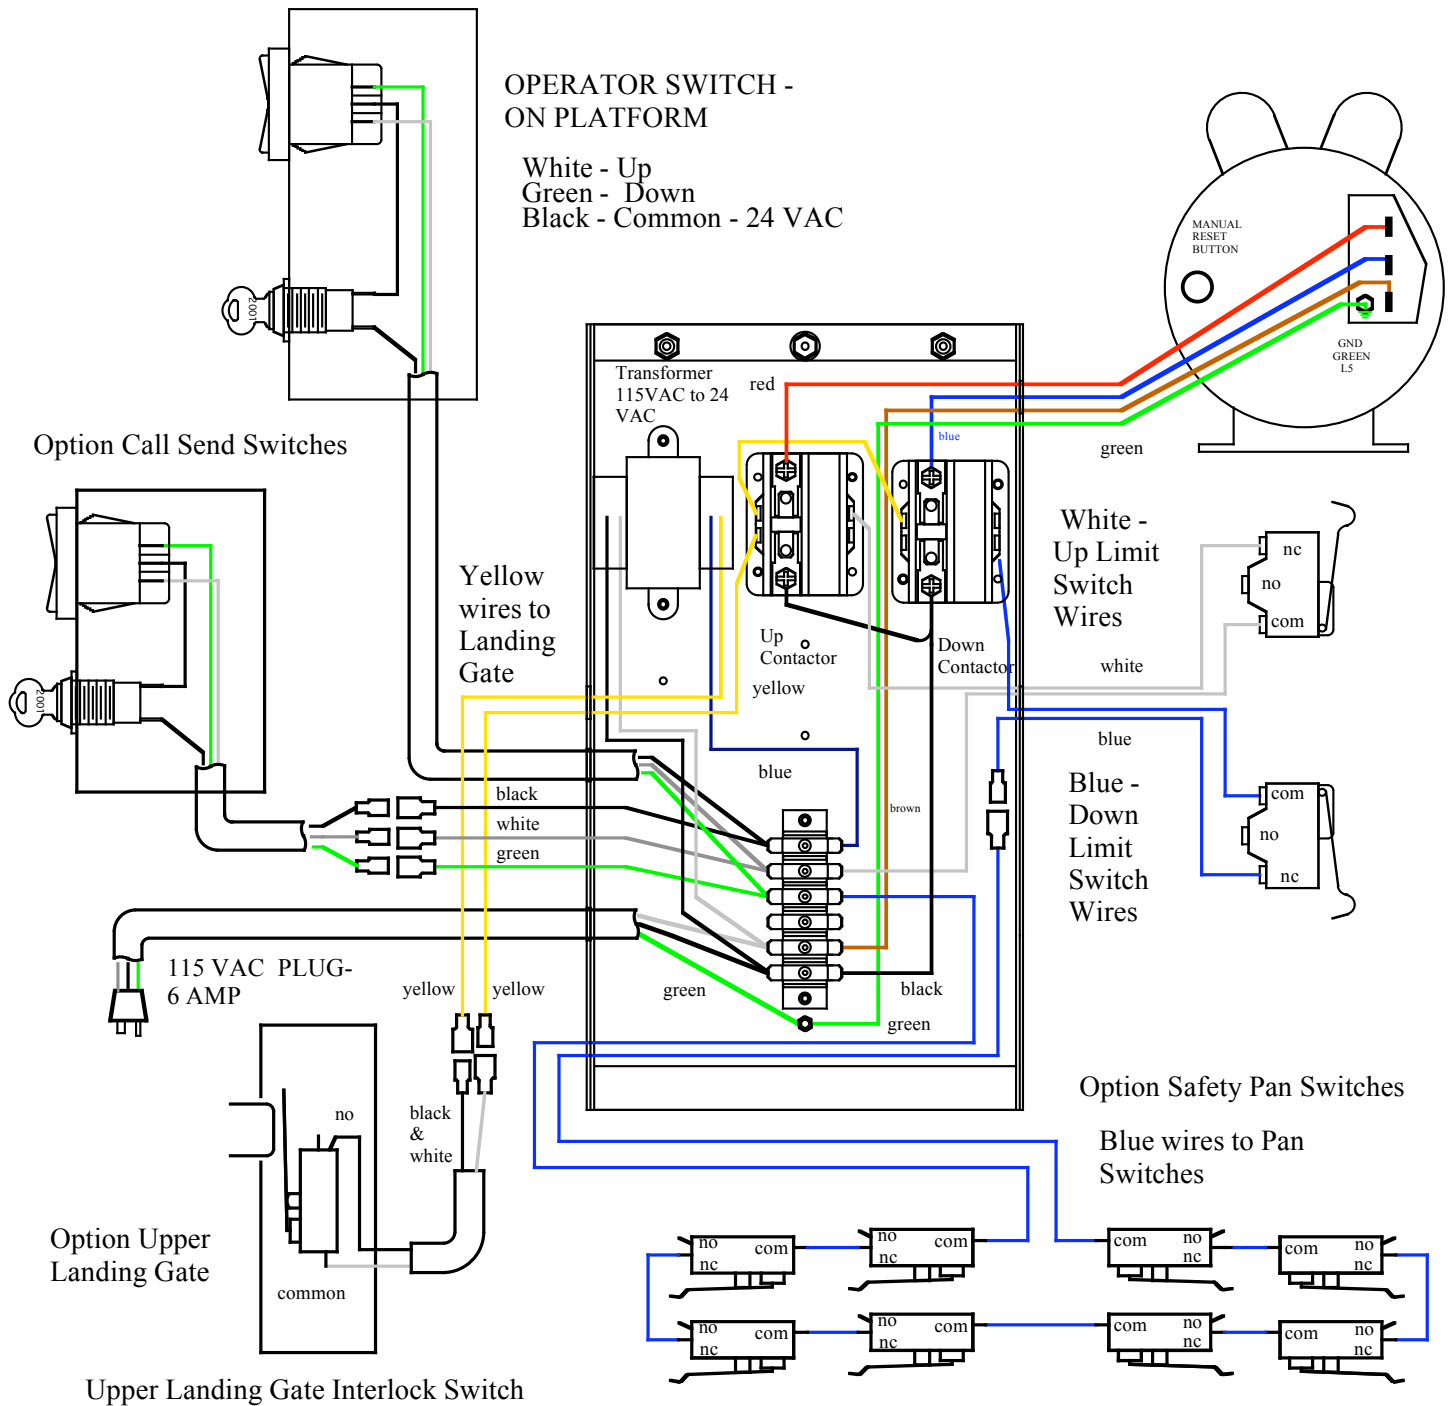 OPERATOR SWITCH -
ON PLATFORM
White - Up
Green - Down
Black - Common - 24 VAC
2001
MANUAL
RESET
BUTTON
GND
GREEN
L5
Transformer
115VAC to 24
VAC
red
blue
green
Option Call Send Switches
2001
Yellow
wires to
Landing
Gate
Up
Contactor
Down
Contactor
yellow
White -
Up Limit
Switch
Wires
nc
no
com
white
blue
blue
brown
Blue -
Down
Limit
Switch
Wires
com
no
nc
black
white
green
115 VAC PLUG-
6 AMP
yellow
yellow
green
black
green
no
black
&
white
common
Option Upper
Landing Gate
Upper Landing Gate Interlock Switch
Option Safety Pan Switches
Blue wires to Pan
Switches
no
nc
com
no
nc
com
com
no
nc
com
no
nc
no
nc
com
no
nc
com
com
no
nc
com
no
nc